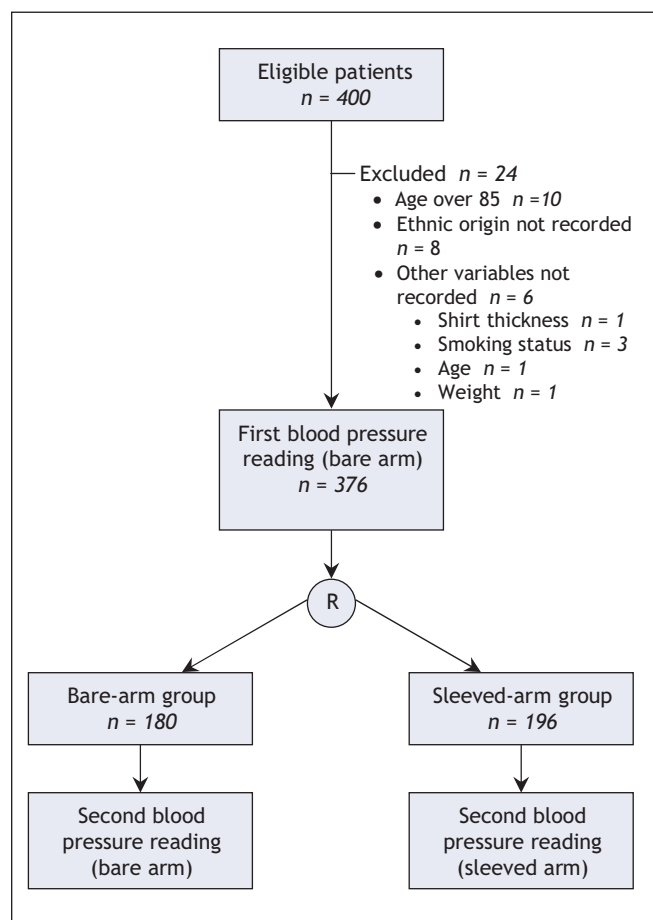 Eligible patients
n = 400
Excluded n = 24
• Age over 85 n =10
• Ethnic origin not recorded
n = 8
• Other variables not
recorded n = 6
• Shirt thickness n = 1
• Smoking status n = 3
• Age n = 1
• Weight n = 1
First blood pressure
reading (bare arm)
n = 376
R
Bare-arm group
n = 180
Sleeved-arm group
n = 196
Second blood
pressure reading
(bare arm)
Second blood
pressure reading
(sleeved arm)